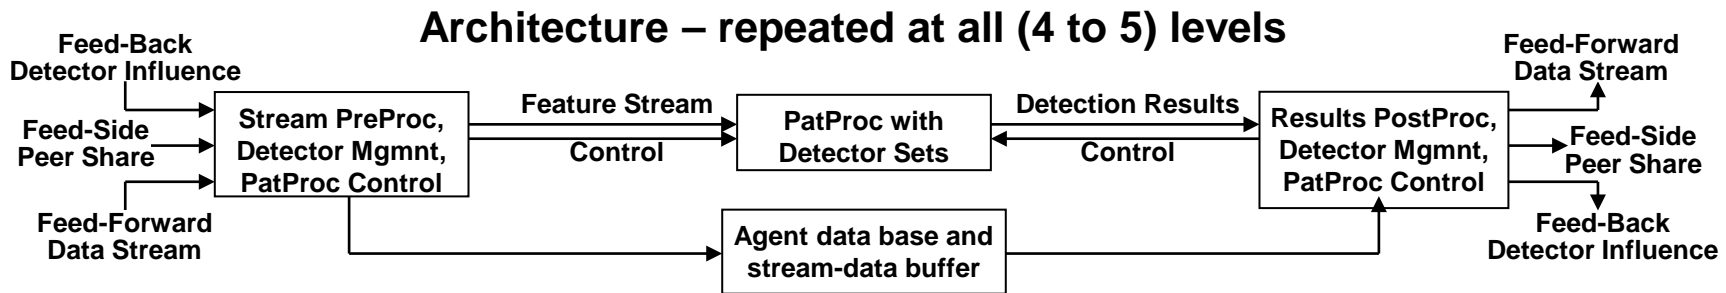 Architecture – repeated at all (4 to 5) levels
Feed-Back
Detector Influence
Feed-Side
Peer Share
Feed-Forward
Data Stream
Stream PreProc,
Detector Mgmnt,
PatProc Control
Feature Stream
Control
PatProc with
Detector Sets
Detection Results
Control
Results PostProc,
Detector Mgmnt,
PatProc Control
Agent data base and
stream-data buffer
Feed-Forward
Data Stream
Feed-Side
Peer Share
Feed-Back
Detector Influence